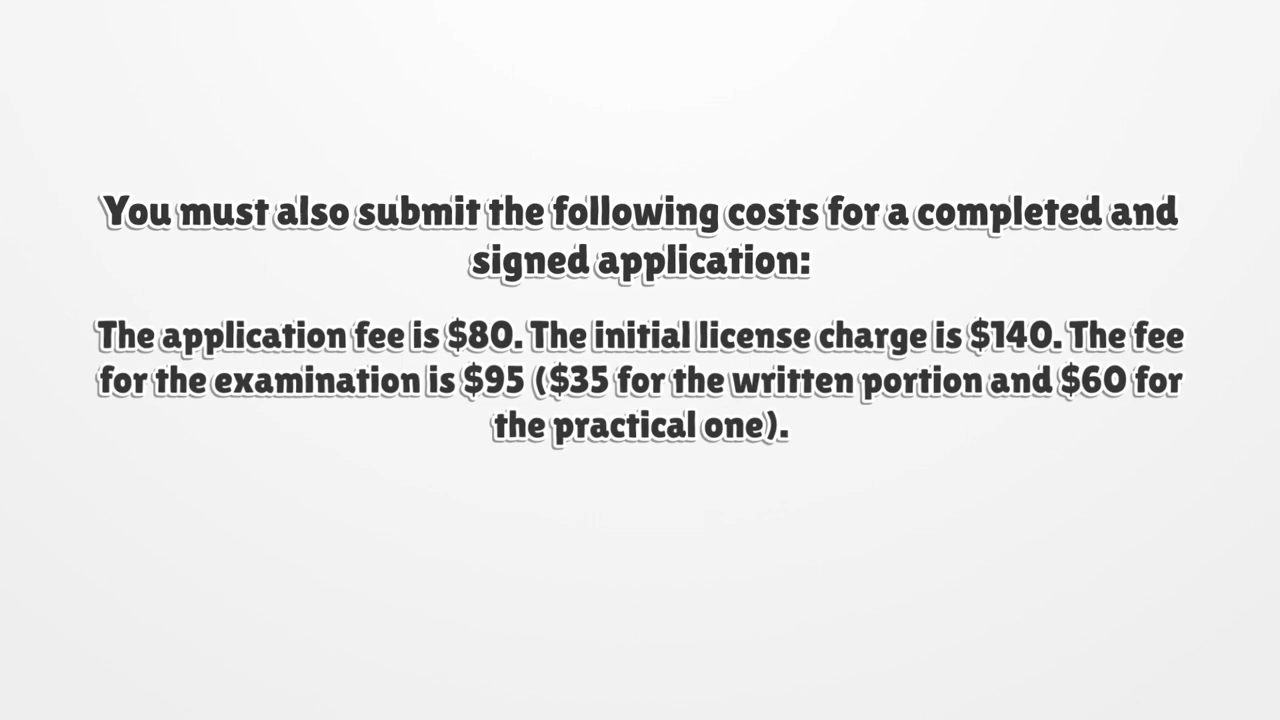 You must also submit the following costs for a completed and
signed application:
The application fee is $80. The initial license charge is $140. The fee
for the examination is $95 ($35 for the written portion and $60 for
the practical one).